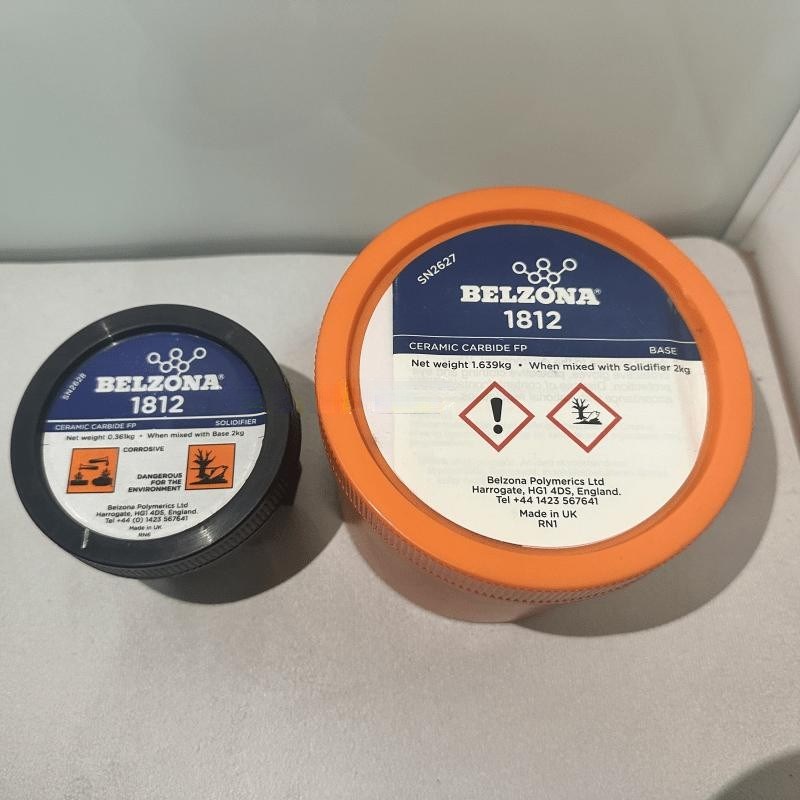 SN2628
BELZONA®
1812
CERAMIC CARBIDE FP SOLIDIFIER
Net weight 0.361kg • When mixed with Base 2kg
CORROSIVE
DANGEROUS
FOR THE
ENVIRONMENT
Belzona Polymerics Ltd
Harrogate, HG1 4DS, England.
Tel +44 (0) 1423 567641
Made in UK
RN6
SN2627
BELZONA®
1812
CERAMIC CARBIDE FP BASE
Net weight 1.639kg • When mixed with Solidifier 2kg
Belzona Polymerics Ltd
Harrogate, HG1 4DS, England.
Tel +44 1423 567641
Made in UK
RN1